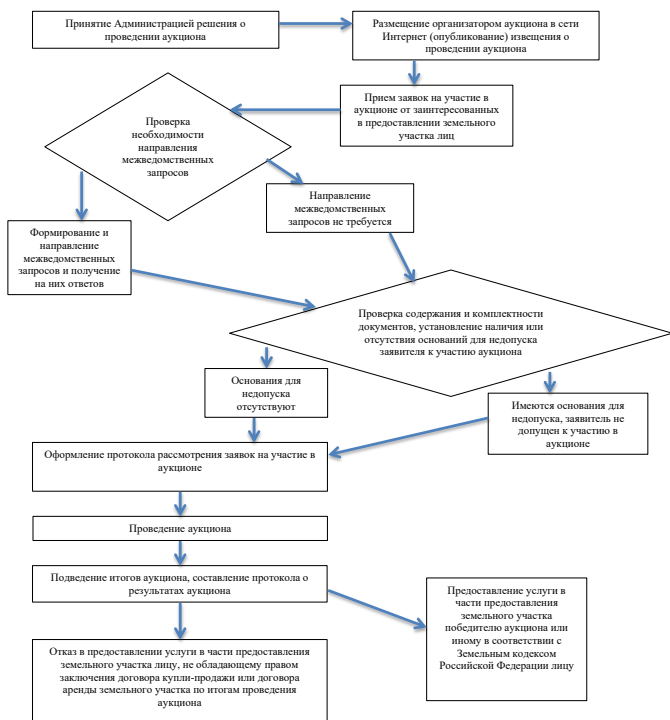 Принятие Администрацией решения о
проведении аукциона
Размещение организатором аукциона в сети
Интернет (опубликование) извещения о
проведении аукциона
Прием заявок на участие в
аукционе от заинтересованных
в предоставлении земельного
участка лиц
Проверка
необходимости
направления
межведомственных
запросов
Направление
межведомственных
запросов не требуется
Формирование и
направление
межведомственных
запросов и получение
на них ответов
Проверка содержания и комплектности
документов, установление наличия или
отсутствия оснований для недопуска
заявителя к участию аукциона
Основания для
недопуска
отсутствуют
Имеются основания для
недопуска, заявитель не
допущен к участию в
аукционе
Оформление протокола рассмотрения заявок на участие в
аукционе
Проведение аукциона
Подведение итогов аукциона, составление протокола о
результатах аукциона
Предоставление услуги в
части предоставления
земельного участка
победителю аукциона или
иному в соответствии с
Земельным кодексом
Российской Федерации лицу
Отказ в предоставлении услуги в части предоставления
земельного участка лицу, не обладающему правом
заключения договора купли-продажи или договора
аренды земельного участка по итогам проведения
аукциона